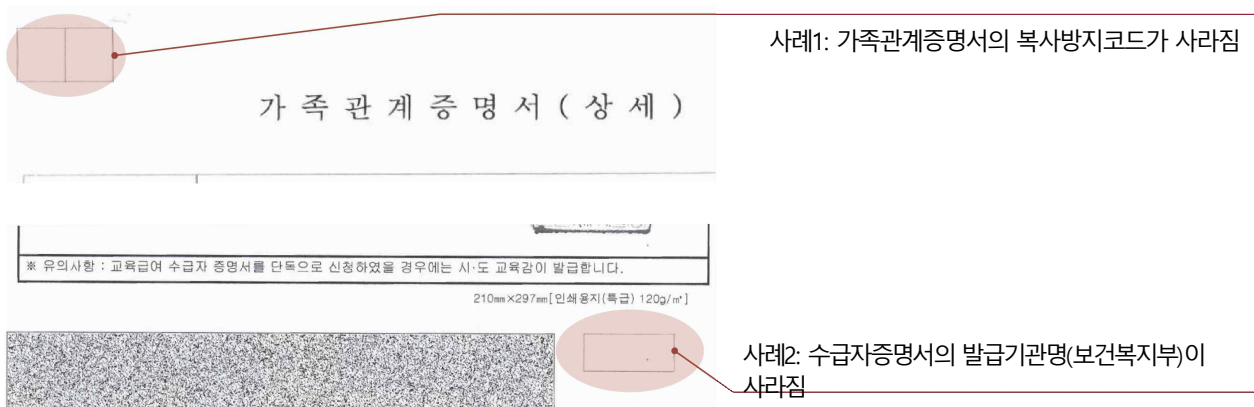 사례1: 가족관계증명서의 복사방지코드가 사라짐
가 족 관 계 증 명 서 ( 상 세 )
※ 유의사항 : 교육급여 수급자 증명서를 단독으로 신청하였을 경우에는 시·도 교육감이 발급합니다.
210㎜×297㎜[인쇄용지(특급) 120g/㎡]
사례2: 수급자증명서의 발급기관명(보건복지부)이
사라짐